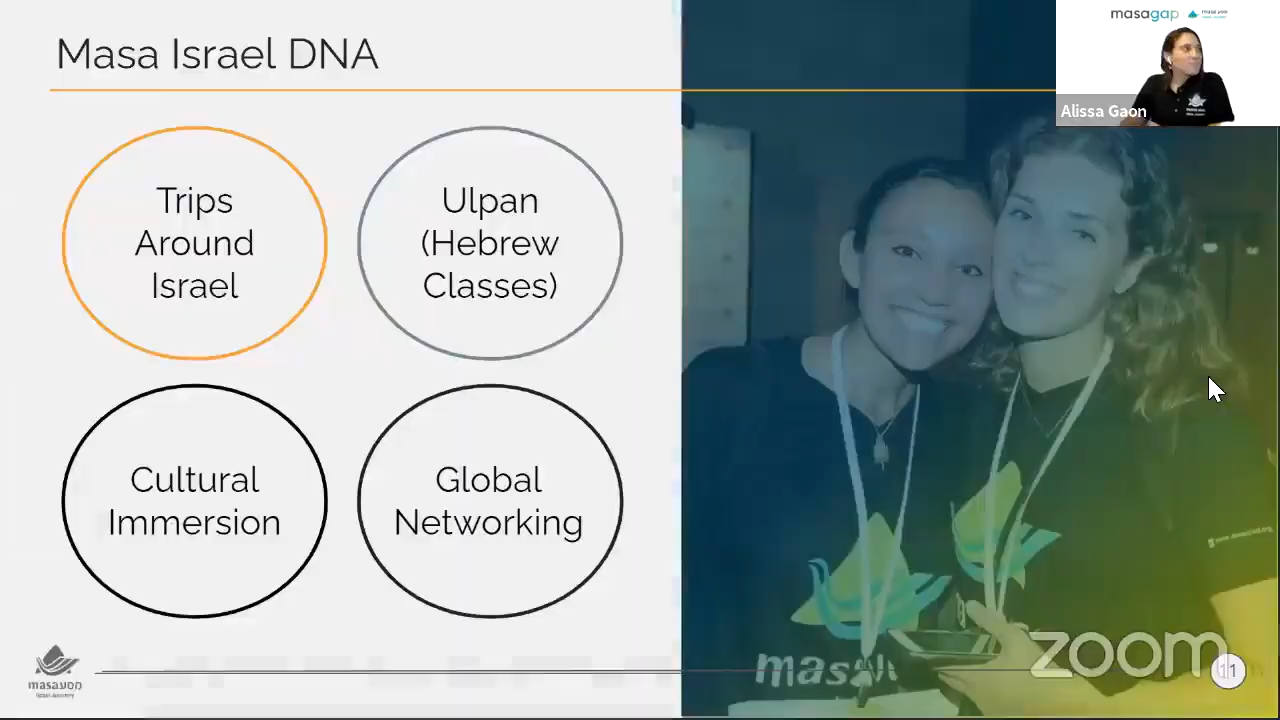 Masa Israel DNA
masagap
Alissa Gaon
Trips
Around
Israel
Ulpan
(Hebrew
Classes)
Cultural
Immersion
Global
Networking
masa מסע
zoom
11